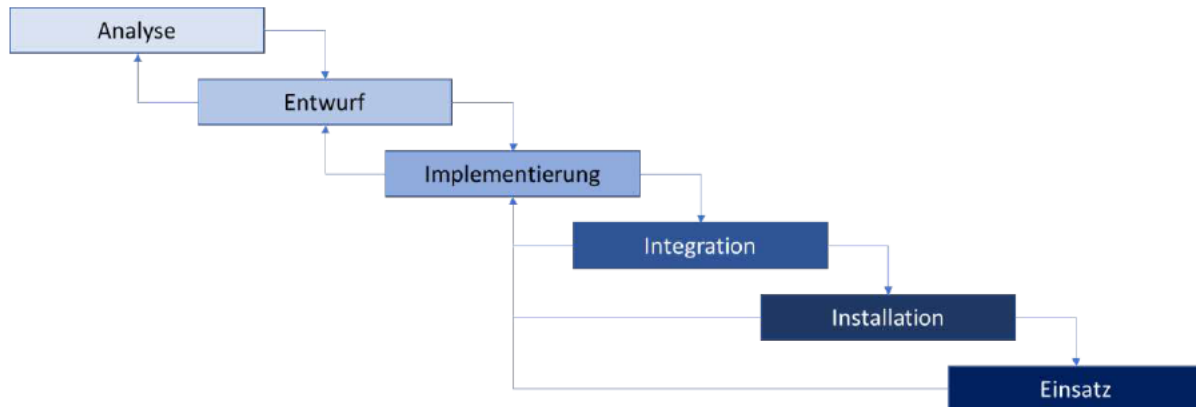 Analyse
Entwurf
Implementierung
Integration
Installation
Einsatz